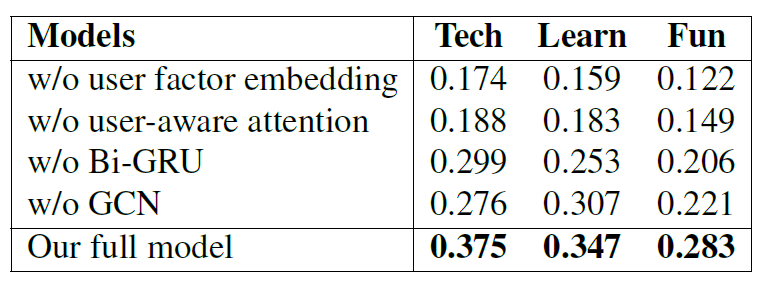 Models Tech Learn Fun
w/o user factor embedding 0.174 0.159 0.122
w/o user-aware attention 0.188 0.183 0.149
w/o Bi-GRU 0.299 0.253 0.206
w/o GCN 0.276 0.307 0.221
Our full model 0.375 0.347 0.283